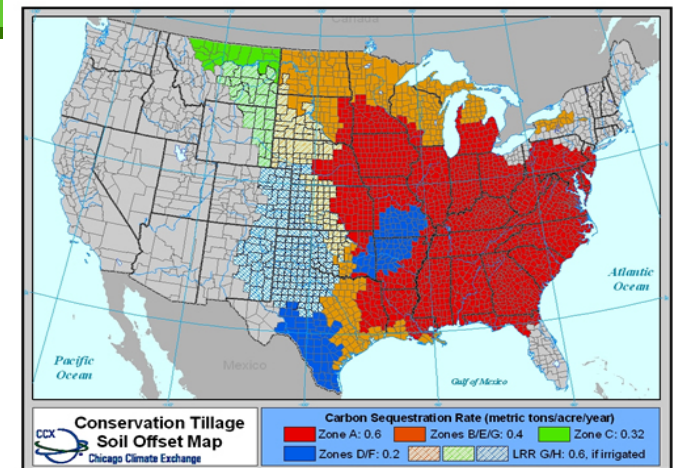 Canada
Pacific
Ocean
Mexico
Gulf of Mexico
Atlantic
Ocean
CCX
Conservation Tillage
Soil Offset Map
Chicago Climate Exchange
Carbon Sequestration Rate (metric tons/acre/year)
Zone A: 0.6 Zones B/E/G: 0.4 Zone C: 0.32
Zones D/F: 0.2 LRR G/H: 0.6, if irrigated